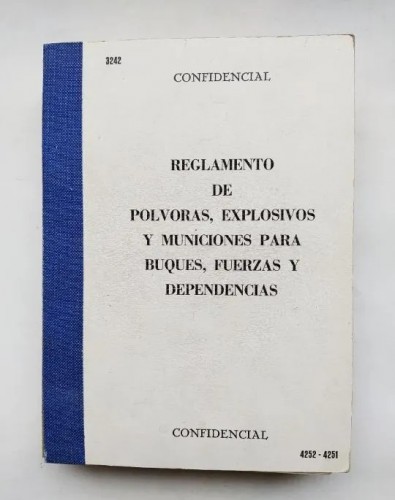 3242
CONFIDENCIAL
REGLAMENTO
DE
POLVORAS, EXPLOSIVOS
Y MUNICIONES PARA
BUQUES, FUERZAS Y
DEPENDENCIAS
CONFIDENCIAL
4252 - 4251